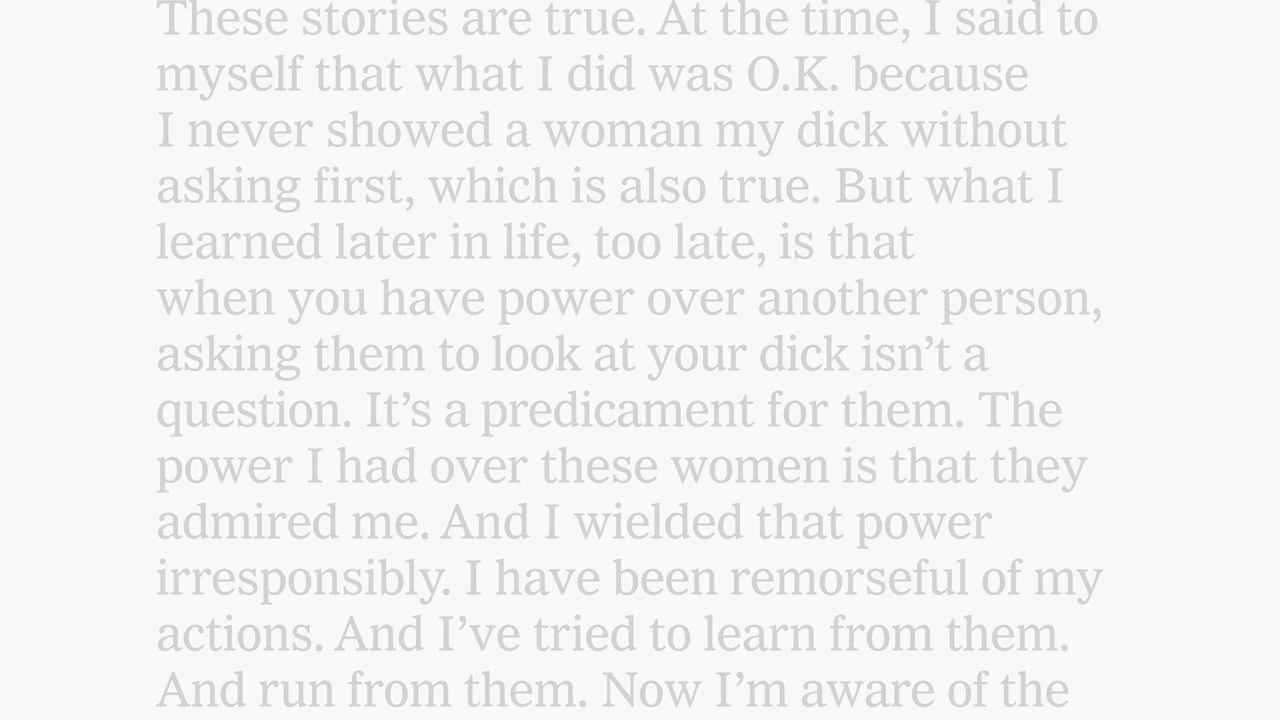 These stories are true. At the time, I said to
myself that what I did was O.K. because
I never showed a woman my dick without
asking first, which is also true. But what I
learned later in life, too late, is that
when you have power over another person,
asking them to look at your dick isn’t a
question. It’s a predicament for them. The
power I had over these women is that they
admired me. And I wielded that power
irresponsibly. I have been remorseful of my
actions. And I’ve tried to learn from them.
And run from them. Now I’m aware of the